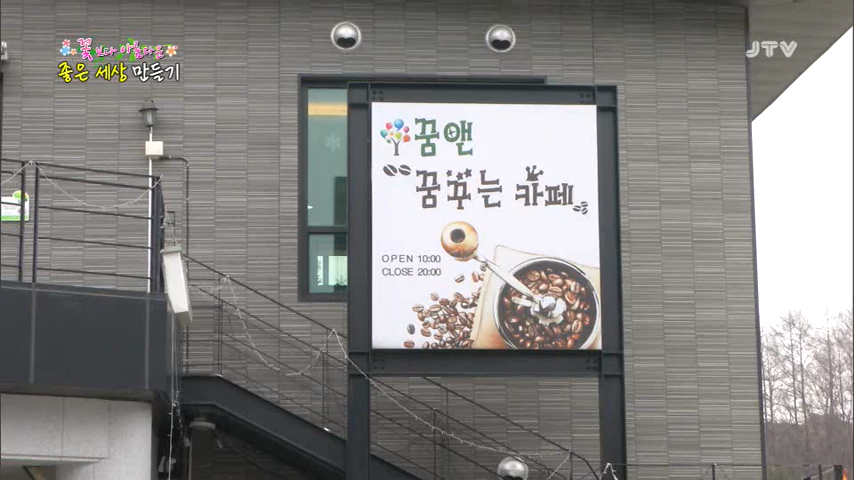 꽃보다 아름다운
좋은 세상 만들기
JTV
꿈앤
꿈꾸는 카페
OPEN 10:00
CLOSE 20:00